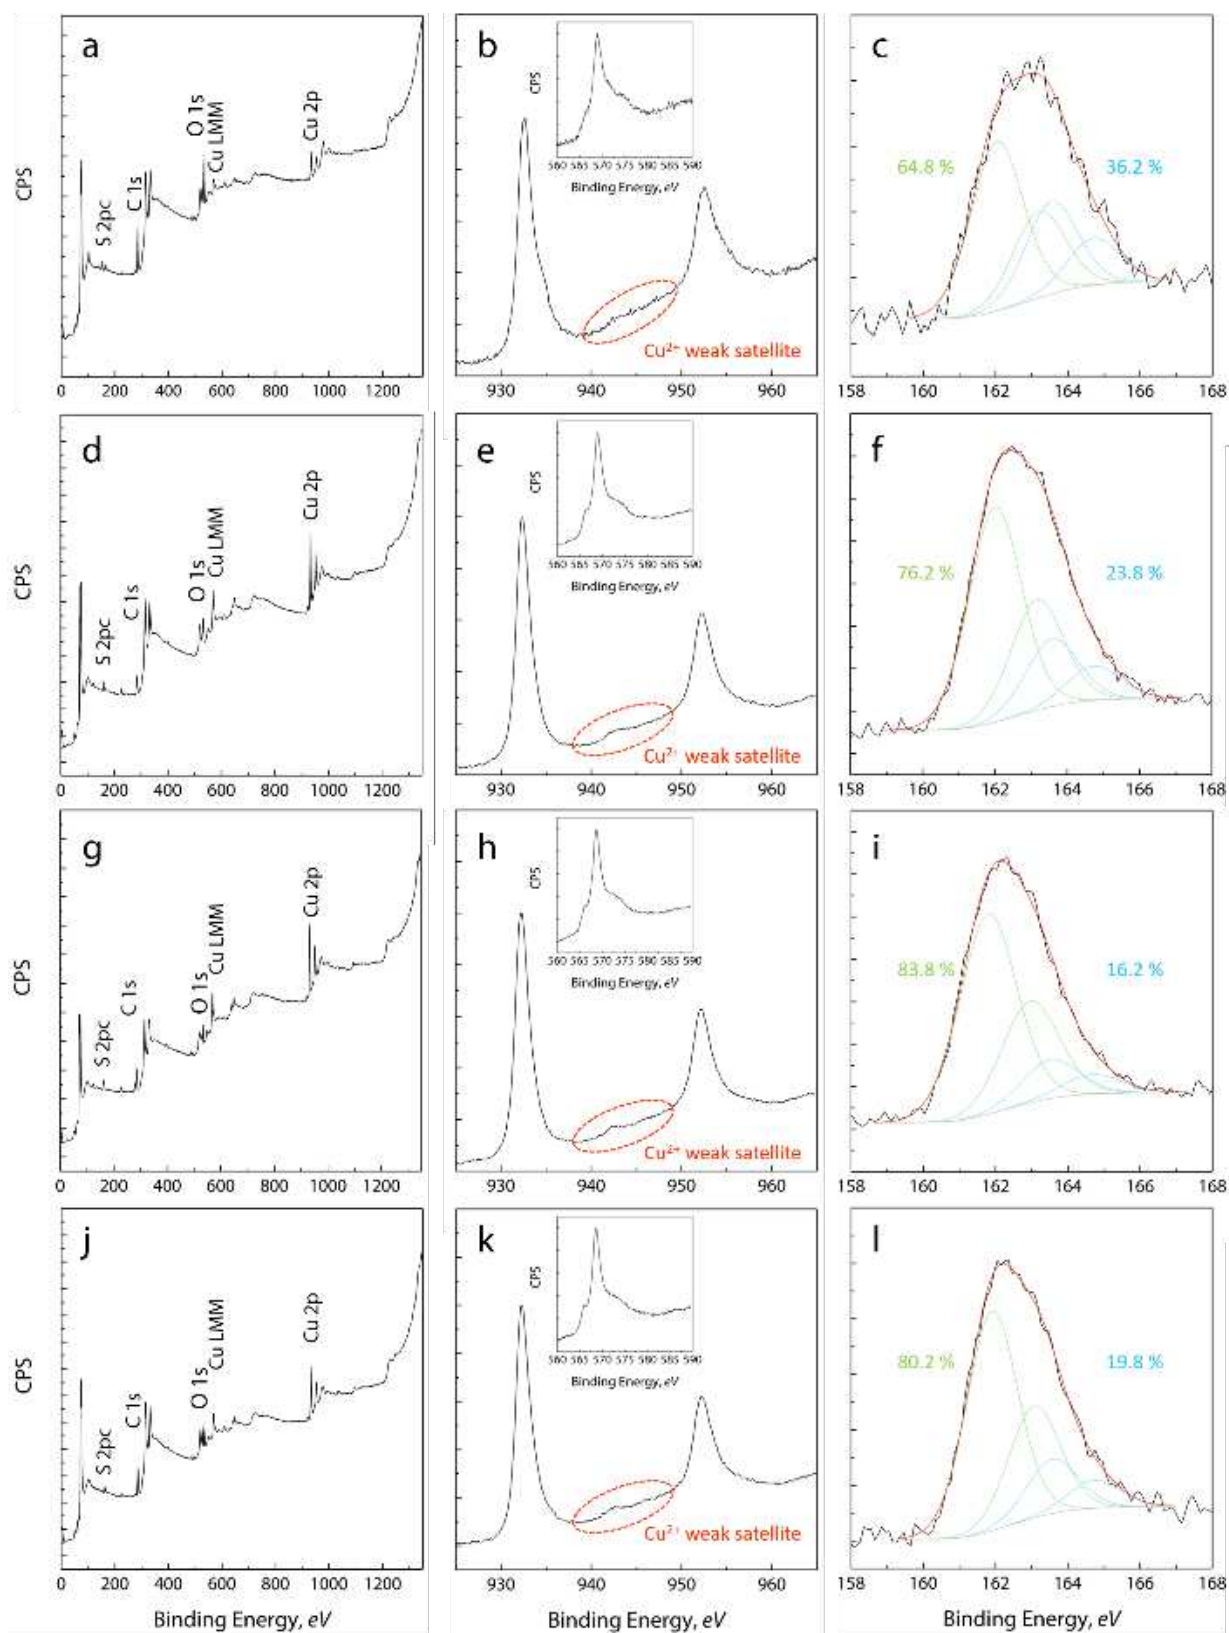 a
CPS
S 2pc
C 1s
O 1s
Cu LMM
Cu 2p
0 200 400 600 800 1000 1200
b
CPS
560 565 570 575 580 585 590
Binding Energy, eV
Cu²⁺ weak satellite
930 940 950 960
c
64.8 %
36.2 %
158 160 162 164 166 168
d
CPS
S 2pc
C 1s
O 1s
Cu LMM
Cu 2p
0 200 400 600 800 1000 1200
e
CPS
560 565 570 575 580 585 590
Binding Energy, eV
Cu²⁺ weak satellite
930 940 950 960
f
76.2 %
23.8 %
158 160 162 164 166 168
g
CPS
S 2pc
C 1s
O 1s
Cu LMM
Cu 2p
0 200 400 600 800 1000 1200
h
CPS
560 565 570 575 580 585 590
Binding Energy, eV
Cu²⁺ weak satellite
930 940 950 960
i
83.8 %
16.2 %
158 160 162 164 166 168
j
CPS
S 2pc
C 1s
O 1s
Cu LMM
Cu 2p
0 200 400 600 800 1000 1200
Binding Energy, eV
k
CPS
560 565 570 575 580 585 590
Binding Energy, eV
Cu²⁺ weak satellite
930 940 950 960
Binding Energy, eV
l
80.2 %
19.8 %
158 160 162 164 166 168
Binding Energy, eV